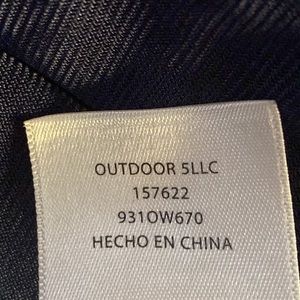 OUTDOOR 5LLC
157622
931OW670
HECHO EN CHINA